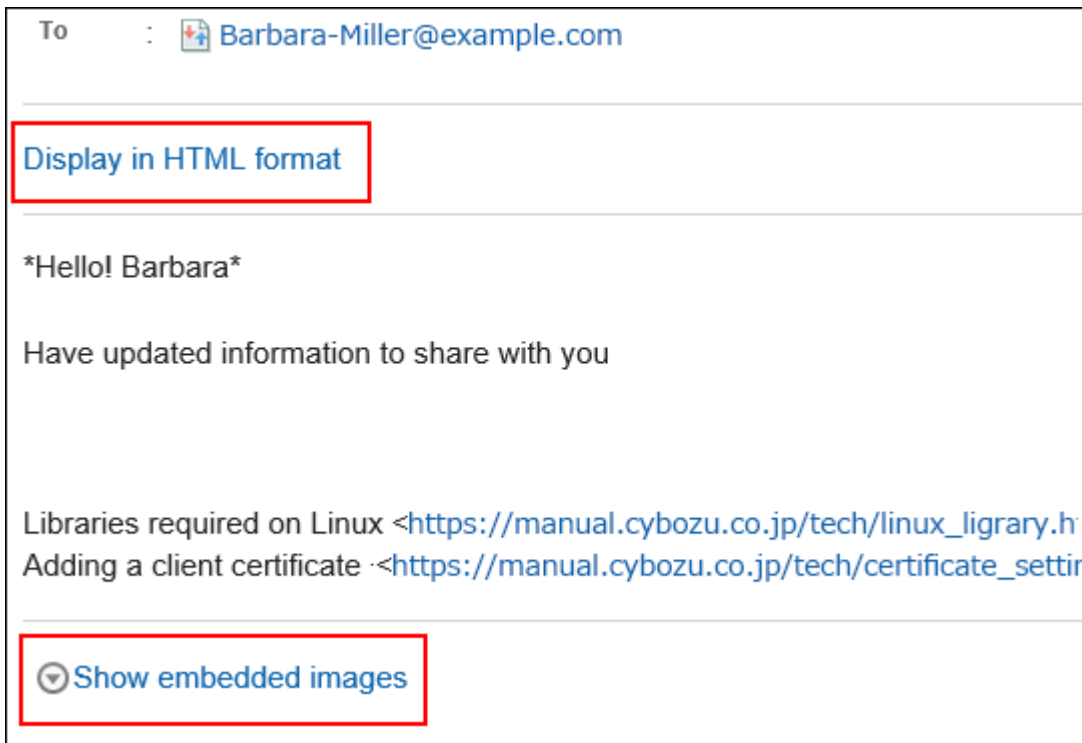 To : Barbara-Miller@example.com
Display in HTML format
*Hello! Barbara*
Have updated information to share with you
Libraries required on Linux <https://manual.cybozu.co.jp/tech/linux_ligrary.h
Adding a client certificate <https://manual.cybozu.co.jp/tech/certificate_settin
Show embedded images